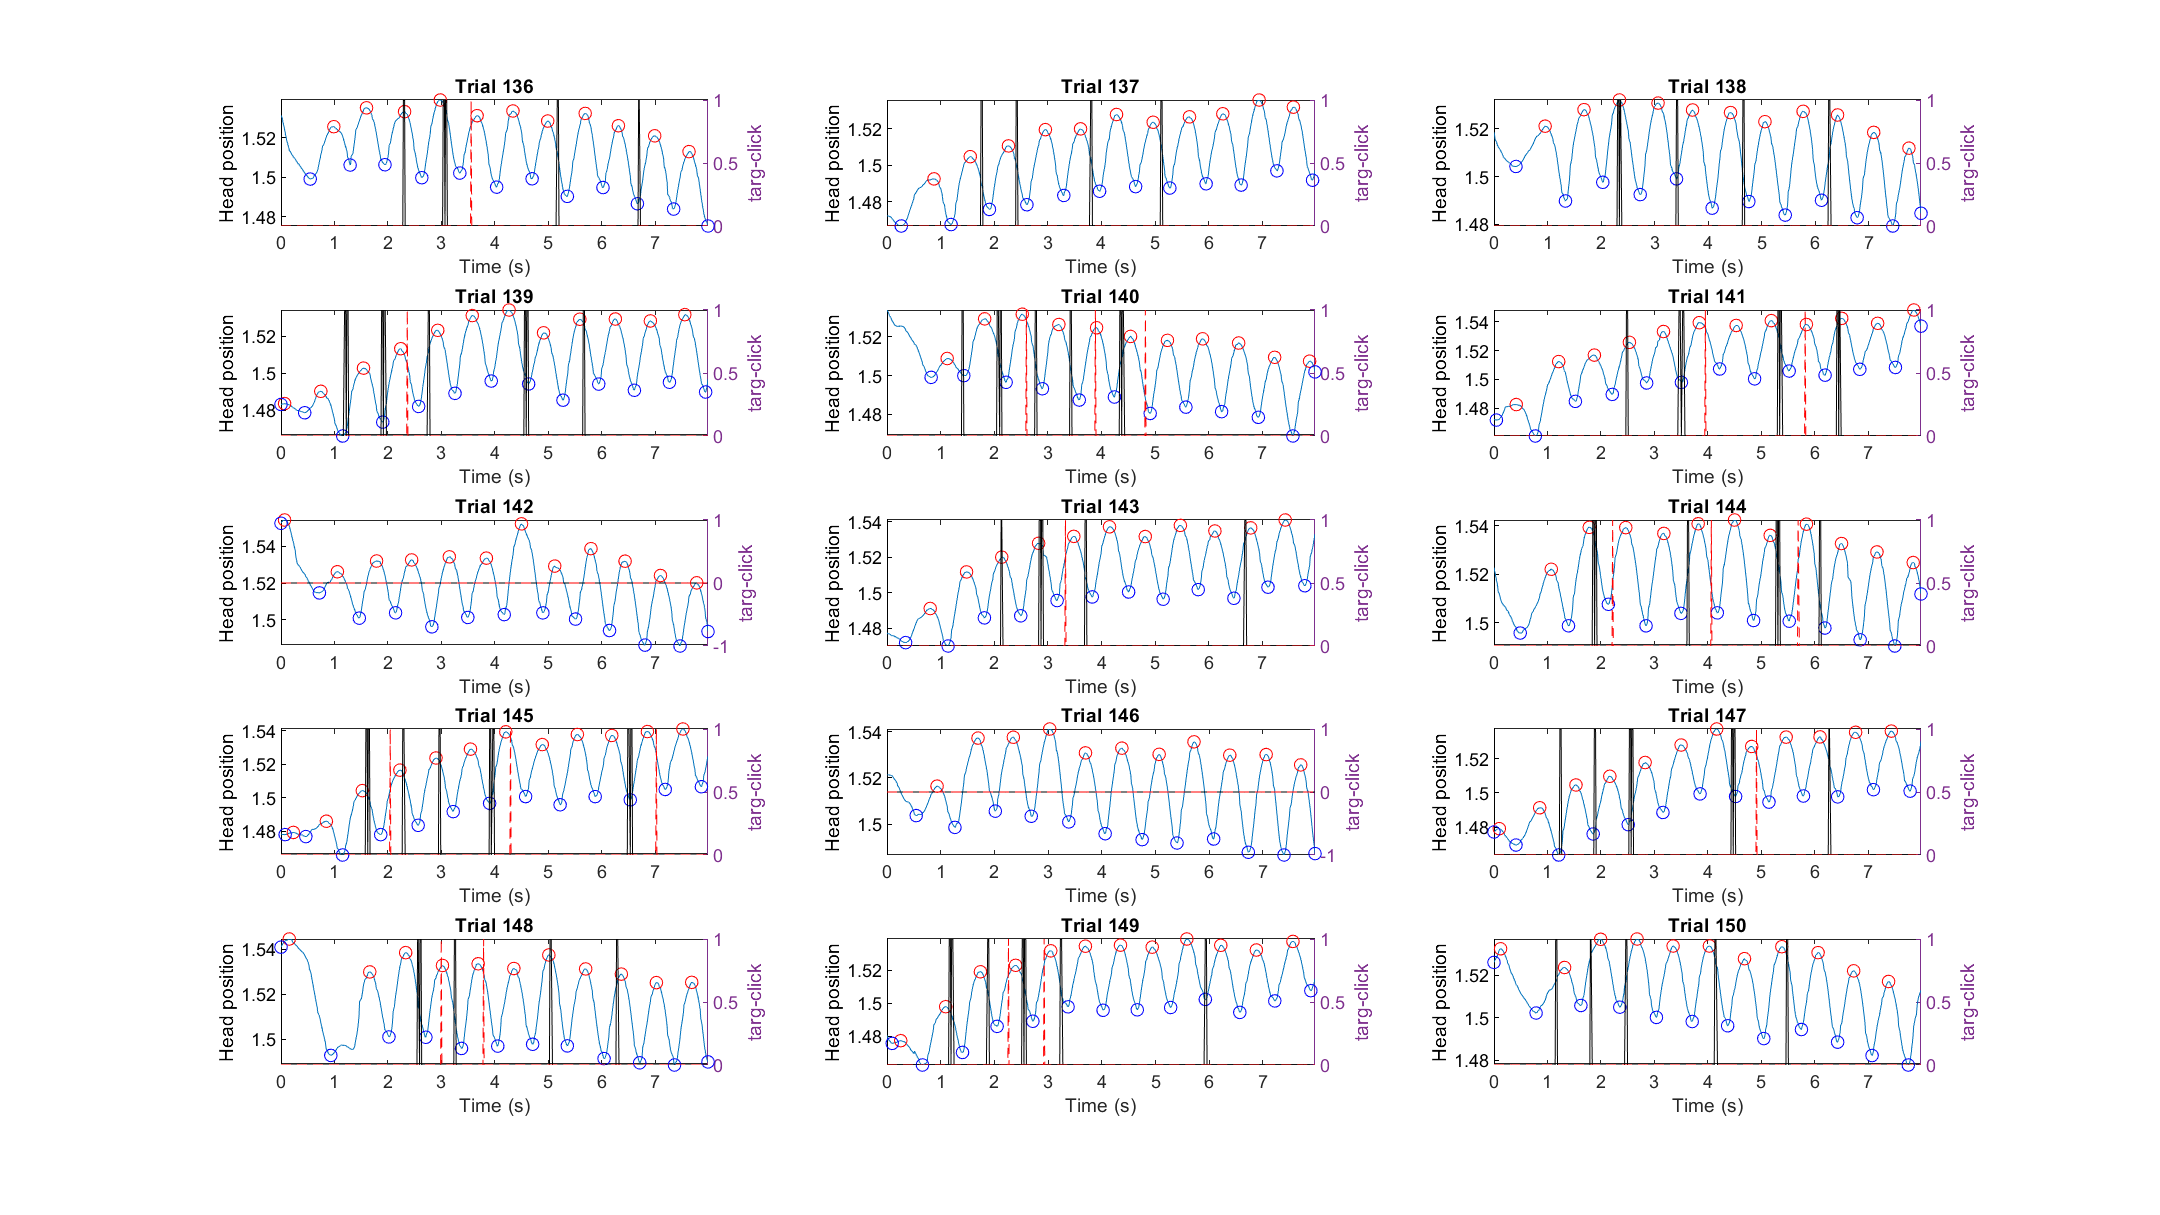 Trial 136
Head position
1.52
1.5
1.48
1
0.5
0
targ-click
0 1 2 3 4 5 6 7
Time (s)
Trial 137
Head position
1.52
1.5
1.48
1
0.5
0
targ-click
0 1 2 3 4 5 6 7
Time (s)
Trial 138
Head position
1.52
1.5
1.48
1
0.5
0
targ-click
0 1 2 3 4 5 6 7
Time (s)
Trial 139
Head position
1.52
1.5
1.48
1
0.5
0
targ-click
0 1 2 3 4 5 6 7
Time (s)
Trial 140
Head position
1.52
1.5
1.48
1
0.5
0
targ-click
0 1 2 3 4 5 6 7
Time (s)
Trial 141
Head position
1.54
1.52
1.5
1.48
1
0.5
0
targ-click
0 1 2 3 4 5 6 7
Time (s)
Trial 142
Head position
1.54
1.52
1.5
1
0
-1
targ-click
0 1 2 3 4 5 6 7
Time (s)
Trial 143
Head position
1.54
1.52
1.5
1.48
1
0.5
0
targ-click
0 1 2 3 4 5 6 7
Time (s)
Trial 144
Head position
1.54
1.52
1.5
1
0.5
0
targ-click
0 1 2 3 4 5 6 7
Time (s)
Trial 145
Head position
1.54
1.52
1.5
1.48
1
0.5
0
targ-click
0 1 2 3 4 5 6 7
Time (s)
Trial 146
Head position
1.54
1.52
1.5
1
0
-1
targ-click
0 1 2 3 4 5 6 7
Time (s)
Trial 147
Head position
1.52
1.5
1.48
1
0.5
0
targ-click
0 1 2 3 4 5 6 7
Time (s)
Trial 148
Head position
1.54
1.52
1.5
1
0.5
0
targ-click
0 1 2 3 4 5 6 7
Time (s)
Trial 149
Head position
1.52
1.5
1.48
1
0.5
0
targ-click
0 1 2 3 4 5 6 7
Time (s)
Trial 150
Head position
1.52
1.5
1.48
1
0.5
0
targ-click
0 1 2 3 4 5 6 7
Time (s)